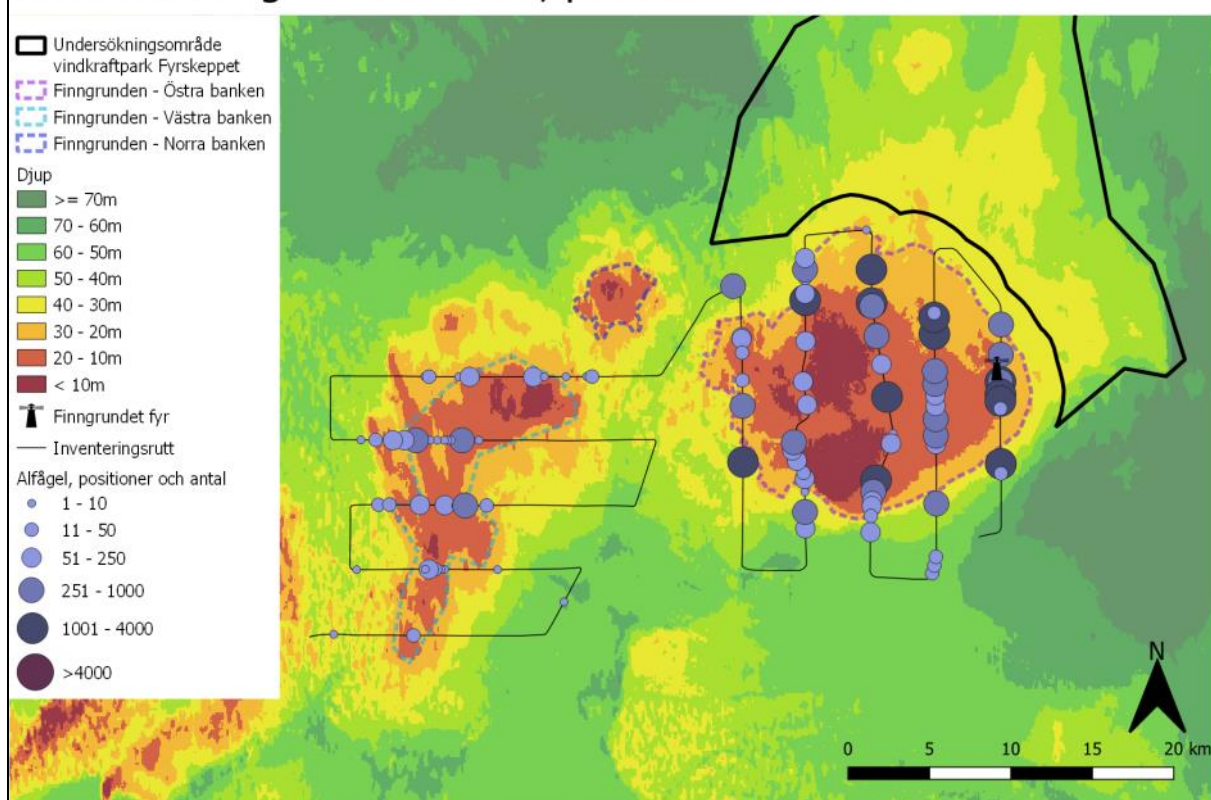 Undersökningsområde
vindkraftpark Fyrskeppet
Finngrunden - Östra banken
Finngrunden - Västra banken
Finngrunden - Norra banken
Djup
>= 70m
70 - 60m
60 - 50m
50 - 40m
40 - 30m
30 - 20m
20 - 10m
< 10m
Finngrundet fyr
Inventeringsrutt
Alfågel, positioner och antal
1 - 10
11 - 50
51 - 250
251 - 1000
1001 - 4000
>4000
N
0 5 10 15 20 km